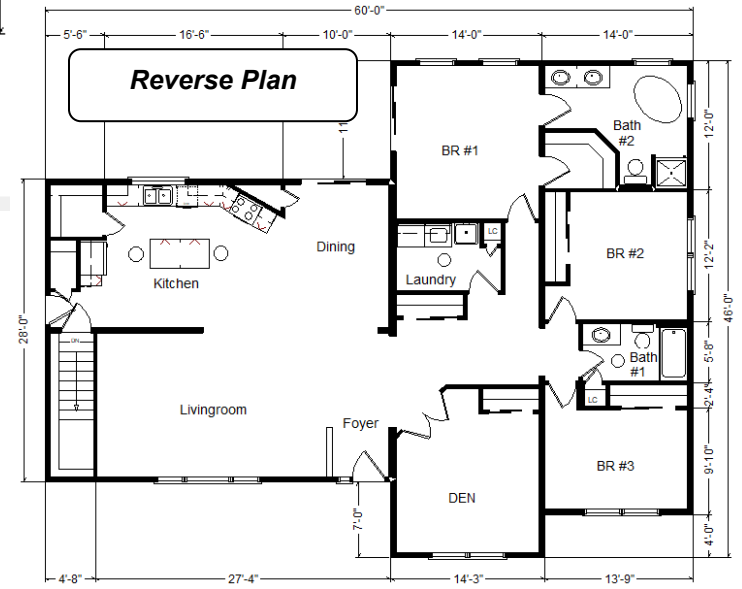 60'-0"
5'-6"
16'-6"
10'-0"
14'-0"
14'-0"
Reverse Plan
11
Bath
#2
BR #1
12'-0"
LC
Dining
BR #2
12'-2"
Laundry
Kitchen
28'-0"
46'-0"
DN
Bath
#1
5'-8"
2'-4"
LC
Livingroom
Foyer
BR #3
9'-10"
DEN
7'-0"
4'-0"
4'-8"
27'-4"
14'-3"
13'-9"